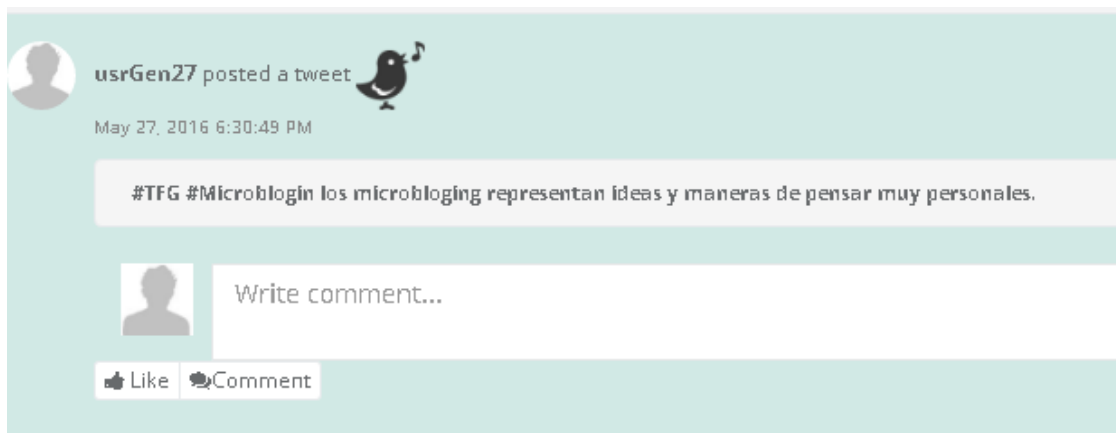 usrGen27 posted a tweet
May 27, 2016 6:30:49 PM
#TFG #Microblogin los microbloging representan ideas y maneras de pensar muy personales.
Write comment...
Like Comment